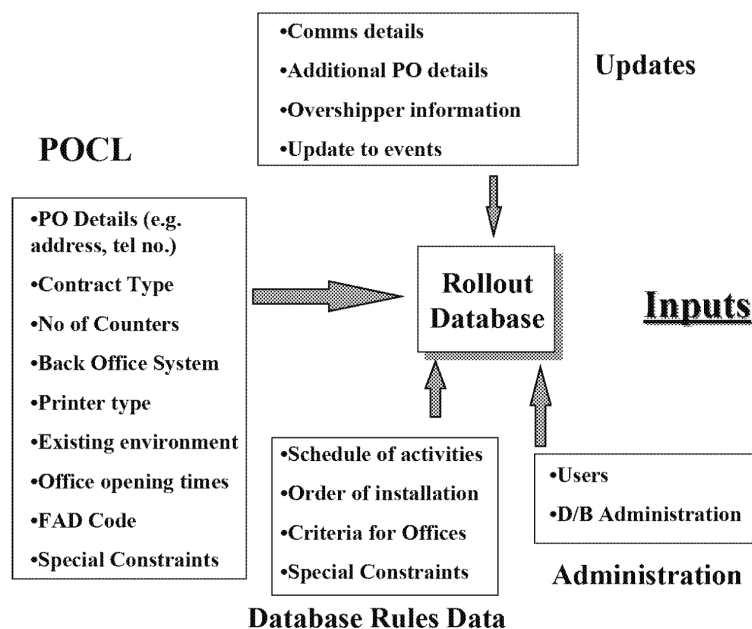 •Comms details
•Additional PO details
•Overshipper information
•Update to events
Updates
POCL
•PO Details (e.g.
address, tel no.)
•Contract Type
•No of Counters
•Back Office System
•Printer type
•Existing environment
•Office opening times
•FAD Code
•Special Constraints
Rollout
Database
Inputs
•Schedule of activities
•Order of installation
•Criteria for Offices
•Special Constraints
Database Rules Data
•Users
•D/B Administration
Administration